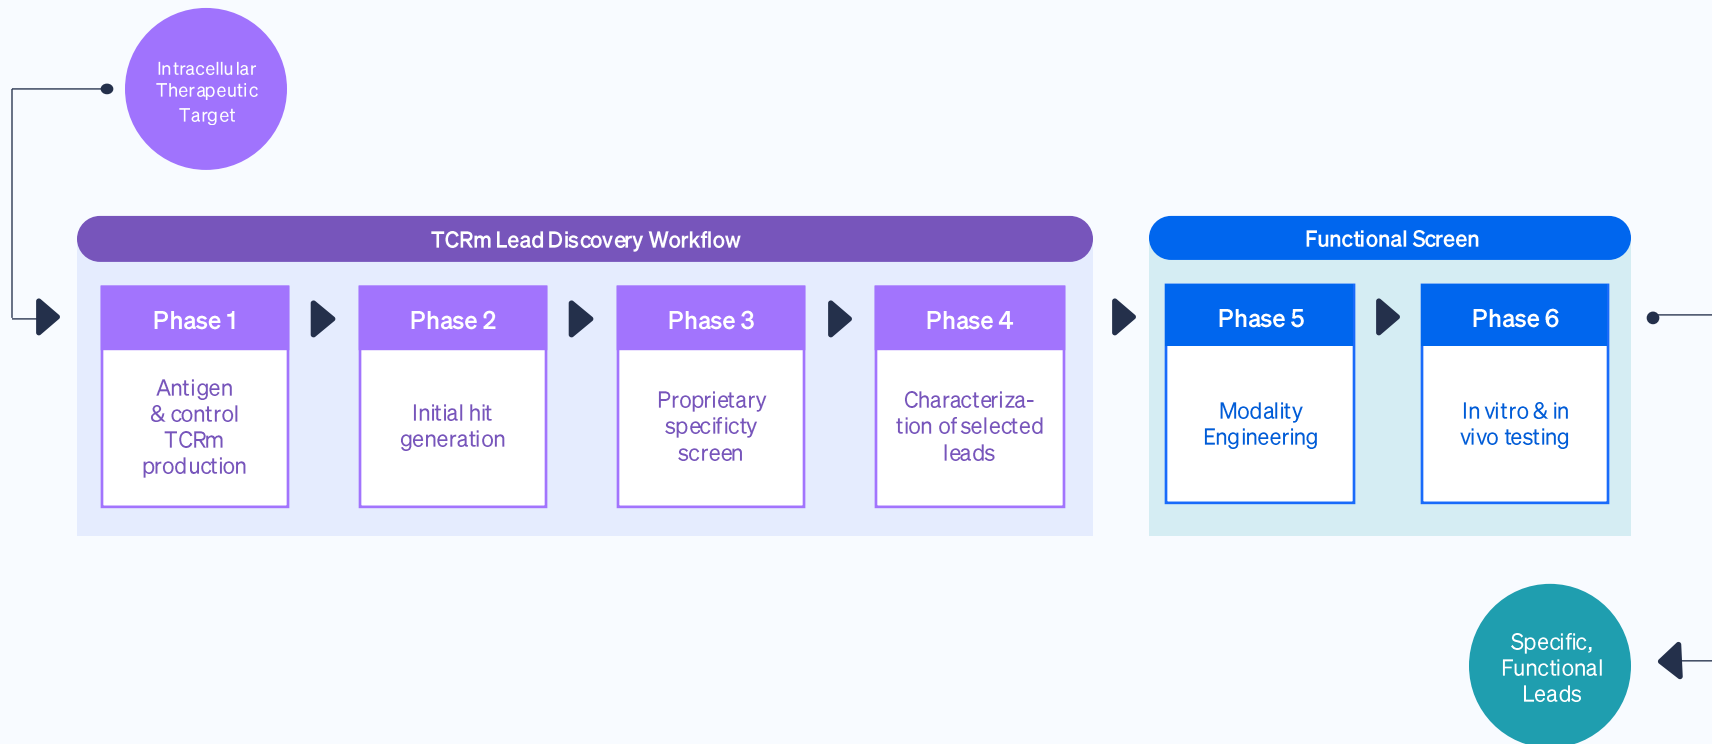 Intracellular
Therapeutic
Target
TCRm Lead Discovery Workflow
Phase 1
Antigen
& control
TCRm
production
Phase 2
Initial hit
generation
Phase 3
Proprietary
specificty
screen
Phase 4
Characteriza-
tion of selected
leads
Functional Screen
Phase 5
Modality
Engineering
Phase 6
In vitro & in
vivo testing
Specific,
Functional
Leads